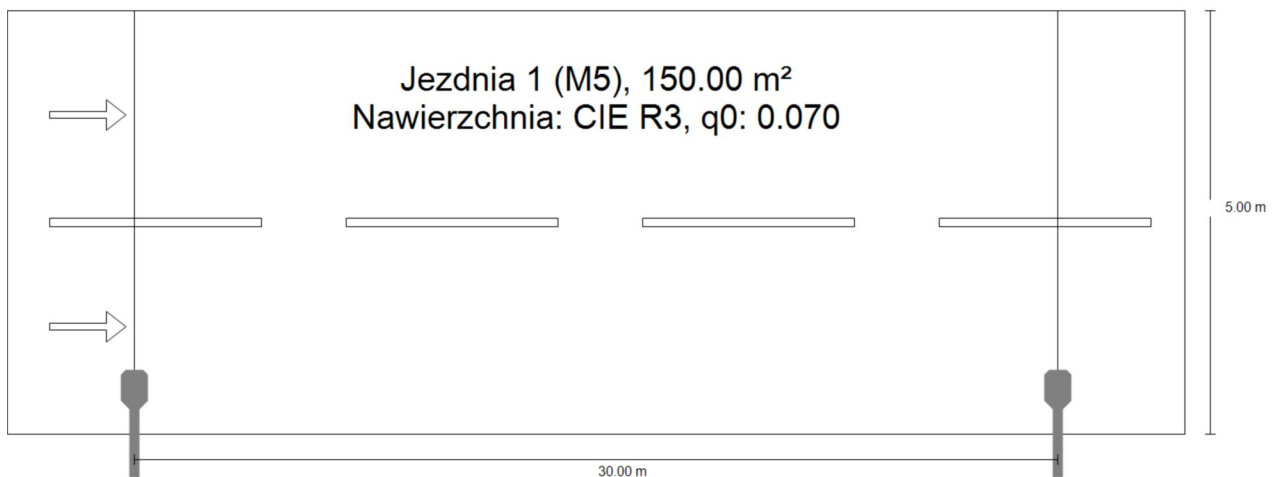 Jezdnia 1 (M5), 150.00 m²
Nawierzchnia: CIE R3, q0: 0.070
5.00 m
30.00 m